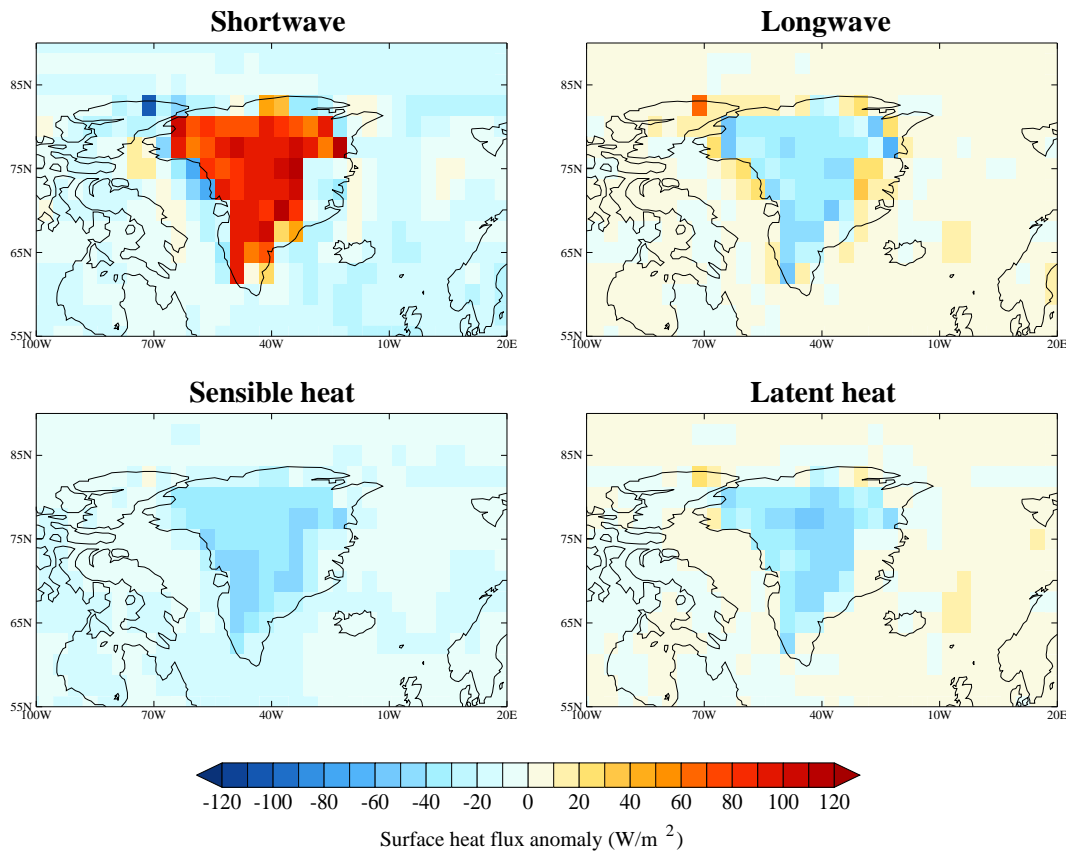 Shortwave
Longwave
85N
75N
65N
55N
100W 70W 40W 10W 20E
85N
75N
65N
55N
100W 70W 40W 10W 20E
Sensible heat
Latent heat
85N
75N
65N
55N
100W 70W 40W 10W 20E
85N
75N
65N
55N
100W 70W 40W 10W 20E
-120 -100 -80 -60 -40 -20 0 20 40 60 80 100 120
Surface heat flux anomaly (W/m 2)